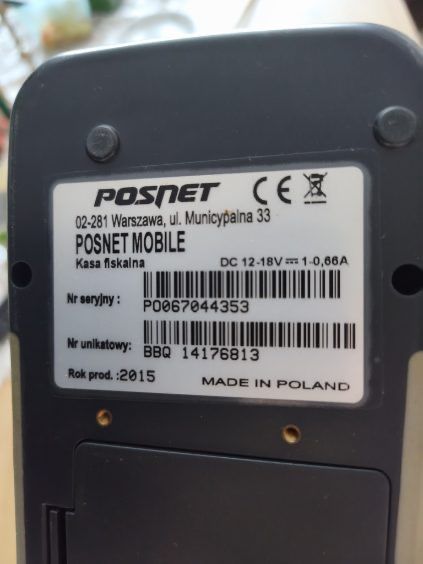 POSNET
02-281 Warszawa, ul. Municypalna 33
POSNET MOBILE
Kasa fiskalna DC 12-18V 1-0,66A
Nr seryjny :
PO067044353
Nr unikatowy:
BBQ 14176813
Rok prod. :2015 MADE IN POLAND